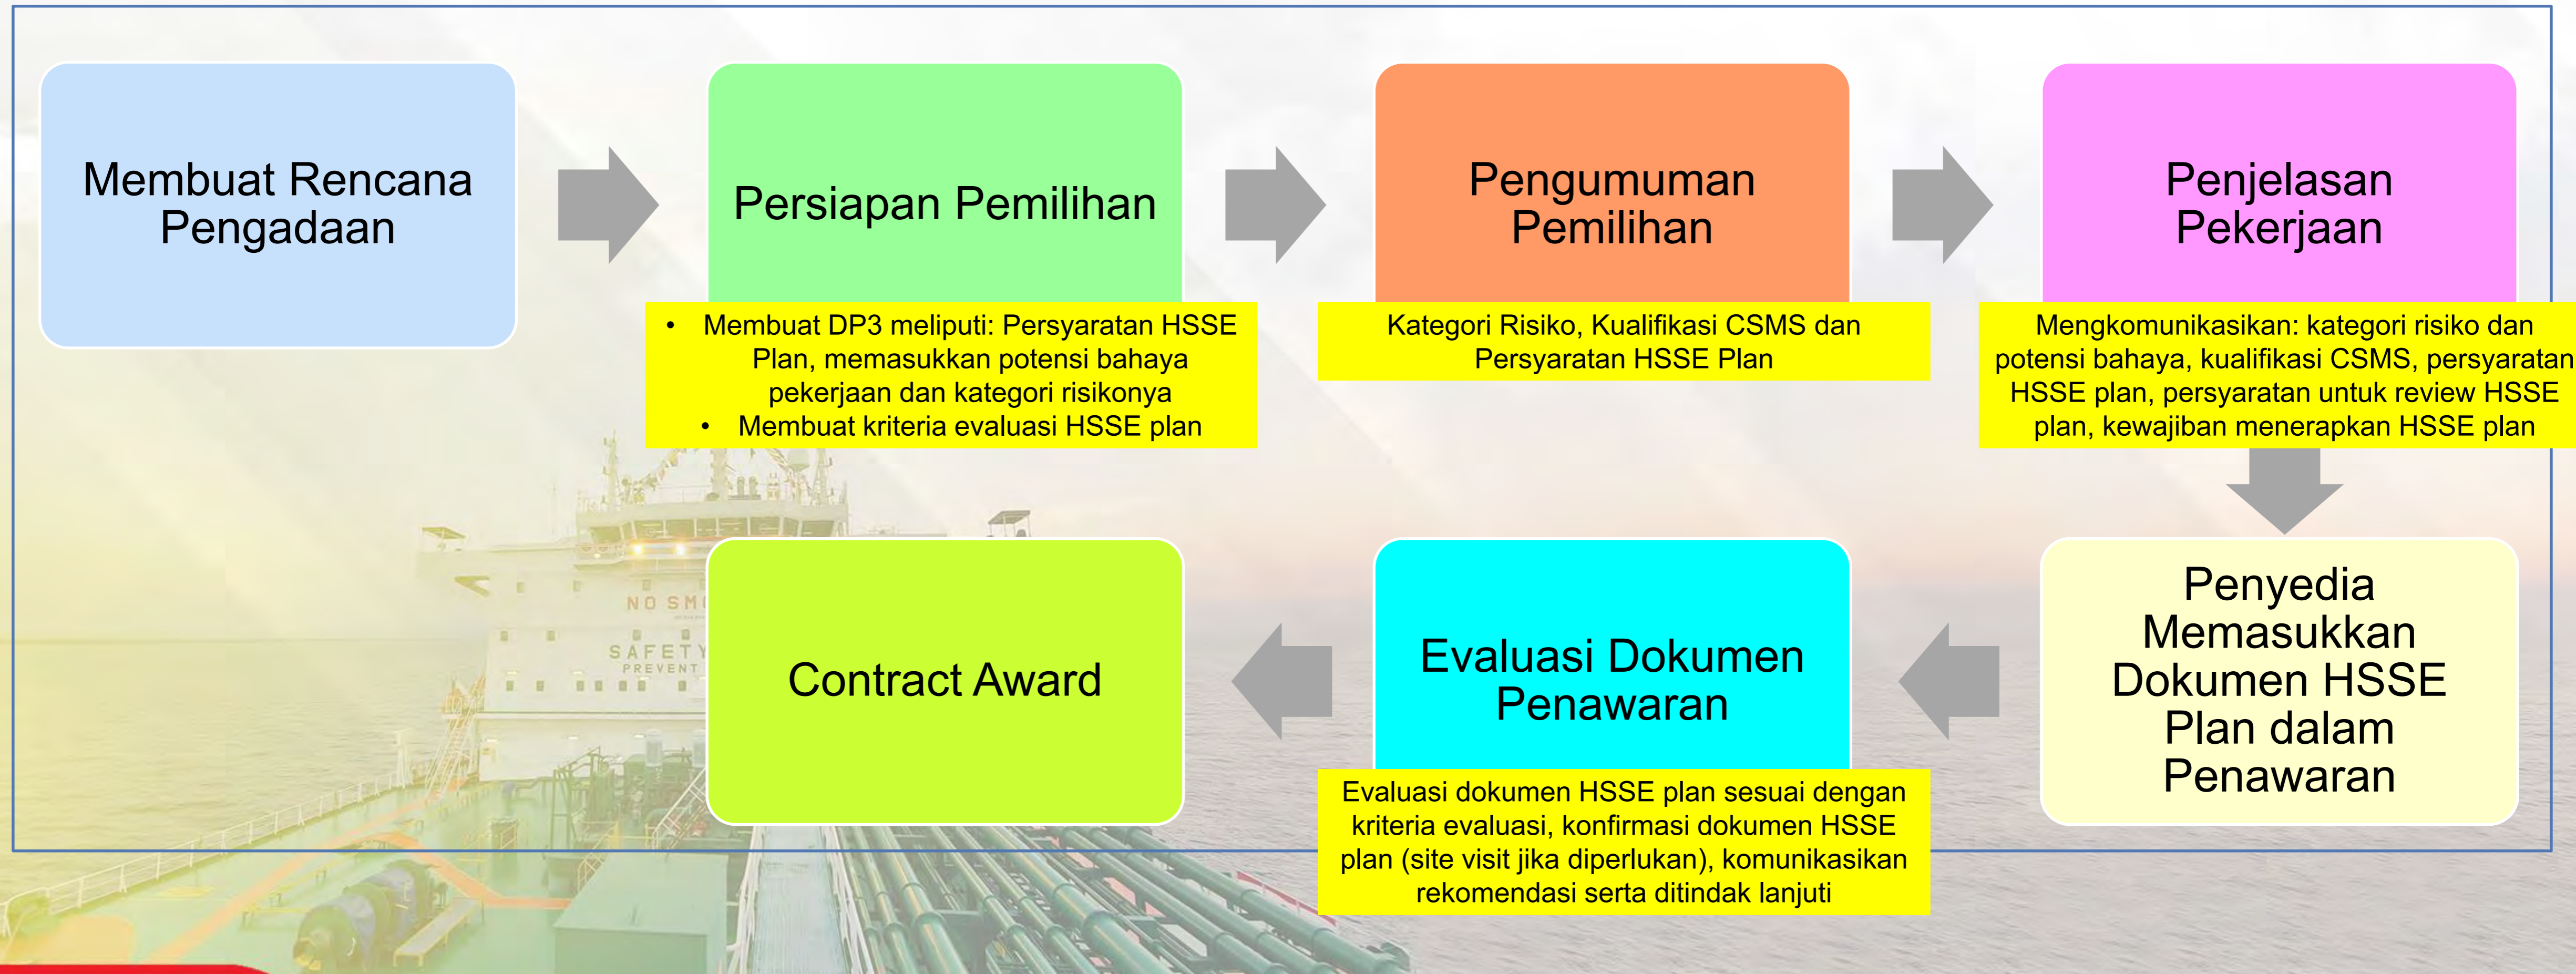 Membuat Rencana
Pengadaan
Persiapan Pemilihan
• Membuat DP3 meliputi: Persyaratan HSSE
Plan, memasukkan potensi bahaya
pekerjaan dan kategori risikonya
• Membuat kriteria evaluasi HSSE plan
Pengumuman
Pemilihan
Kategori Risiko, Kualifikasi CSMS dan
Persyaratan HSSE Plan
Penjelasan
Pekerjaan
Mengkomunikasikan: kategori risiko dan
potensi bahaya, kualifikasi CSMS, persyaratan
HSSE plan, persyaratan untuk review HSSE
plan, kewajiban menerapkan HSSE plan
Penyedia
Memasukkan
Dokumen HSSE
Plan dalam
Penawaran
Evaluasi Dokumen
Penawaran
Evaluasi dokumen HSSE plan sesuai dengan
kriteria evaluasi, konfirmasi dokumen HSSE
plan (site visit jika diperlukan), komunikasikan
rekomendasi serta ditindak lanjuti
Contract Award
NO SM
SAFETY
PREVENT